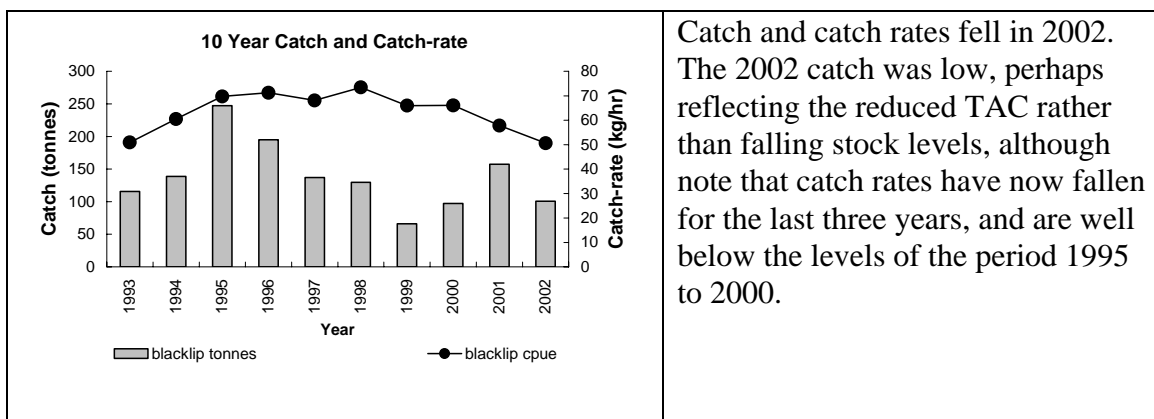 10 Year Catch and Catch-rate
300
250
200
150
100
50
0
Catch (tonnes)
80
70
60
50
40
30
20
10
0
Catch-rate (kg/hr)
1993
1994
1995
1996
1997
1998
1999
2000
2001
2002
Year
blacklip tonnes
blacklip cpue
Catch and catch rates fell in 2002.
The 2002 catch was low, perhaps
reflecting the reduced TAC rather
than falling stock levels, although
note that catch rates have now fallen
for the last three years, and are well
below the levels of the period 1995
to 2000.